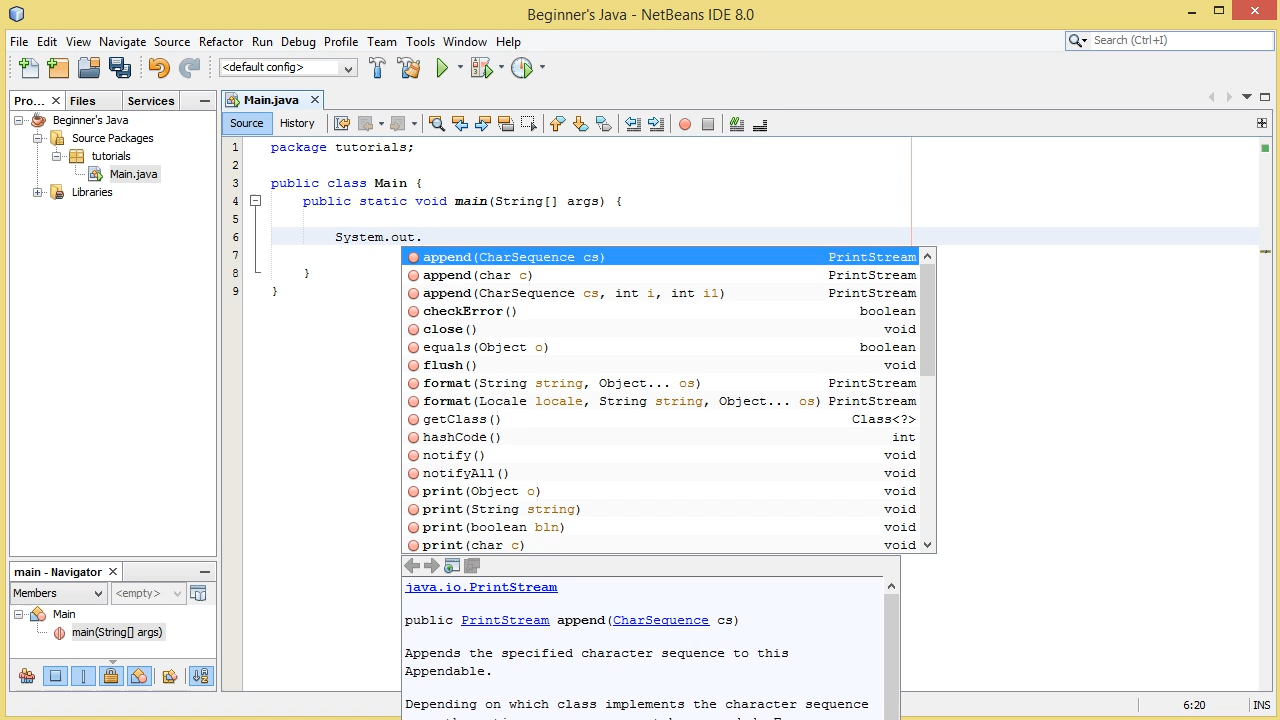 Beginner's Java - NetBeans IDE 8.0
File Edit View Navigate Source Refactor Run Debug Profile Team Tools Window Help
Search (Ctrl+I)
<default config>
Pro... Files Services
Main.java
Beginner's Java
Source Packages
tutorials
Main.java
Libraries
Source History
1 package tutorials;
2
3 public class Main {
4 public static void main(String[] args) {
5
6 System.out.
7
8 }
9 }
append(CharSequence cs) PrintStream
append(char c) PrintStream
append(CharSequence cs, int i, int i1) PrintStream
checkError() boolean
close() void
equals(Object o) boolean
flush() void
format(String string, Object... os) PrintStream
format(Locale locale, String string, Object... os) PrintStream
getClass() Class<?>
hashCode() int
notify() void
notifyAll() void
print(Object o) void
print(String string) void
print(boolean bln) void
print(char c) void
java.io.PrintStream
public PrintStream append(CharSequence cs)
Appends the specified character sequence to this
Appendable.
Depending on which class implements the character sequence
main - Navigator
Members <empty>
Main
main(String[] args)
6:20 INS